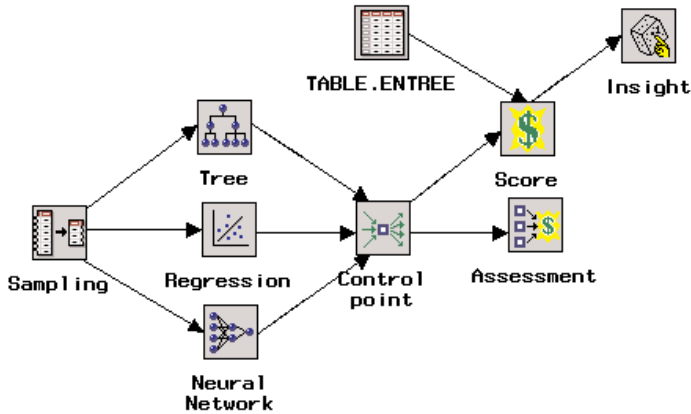 TABLE.ENTREE
Insight
Tree
Score
Sampling
Regression
Control
point
Assessment
Neural
Network